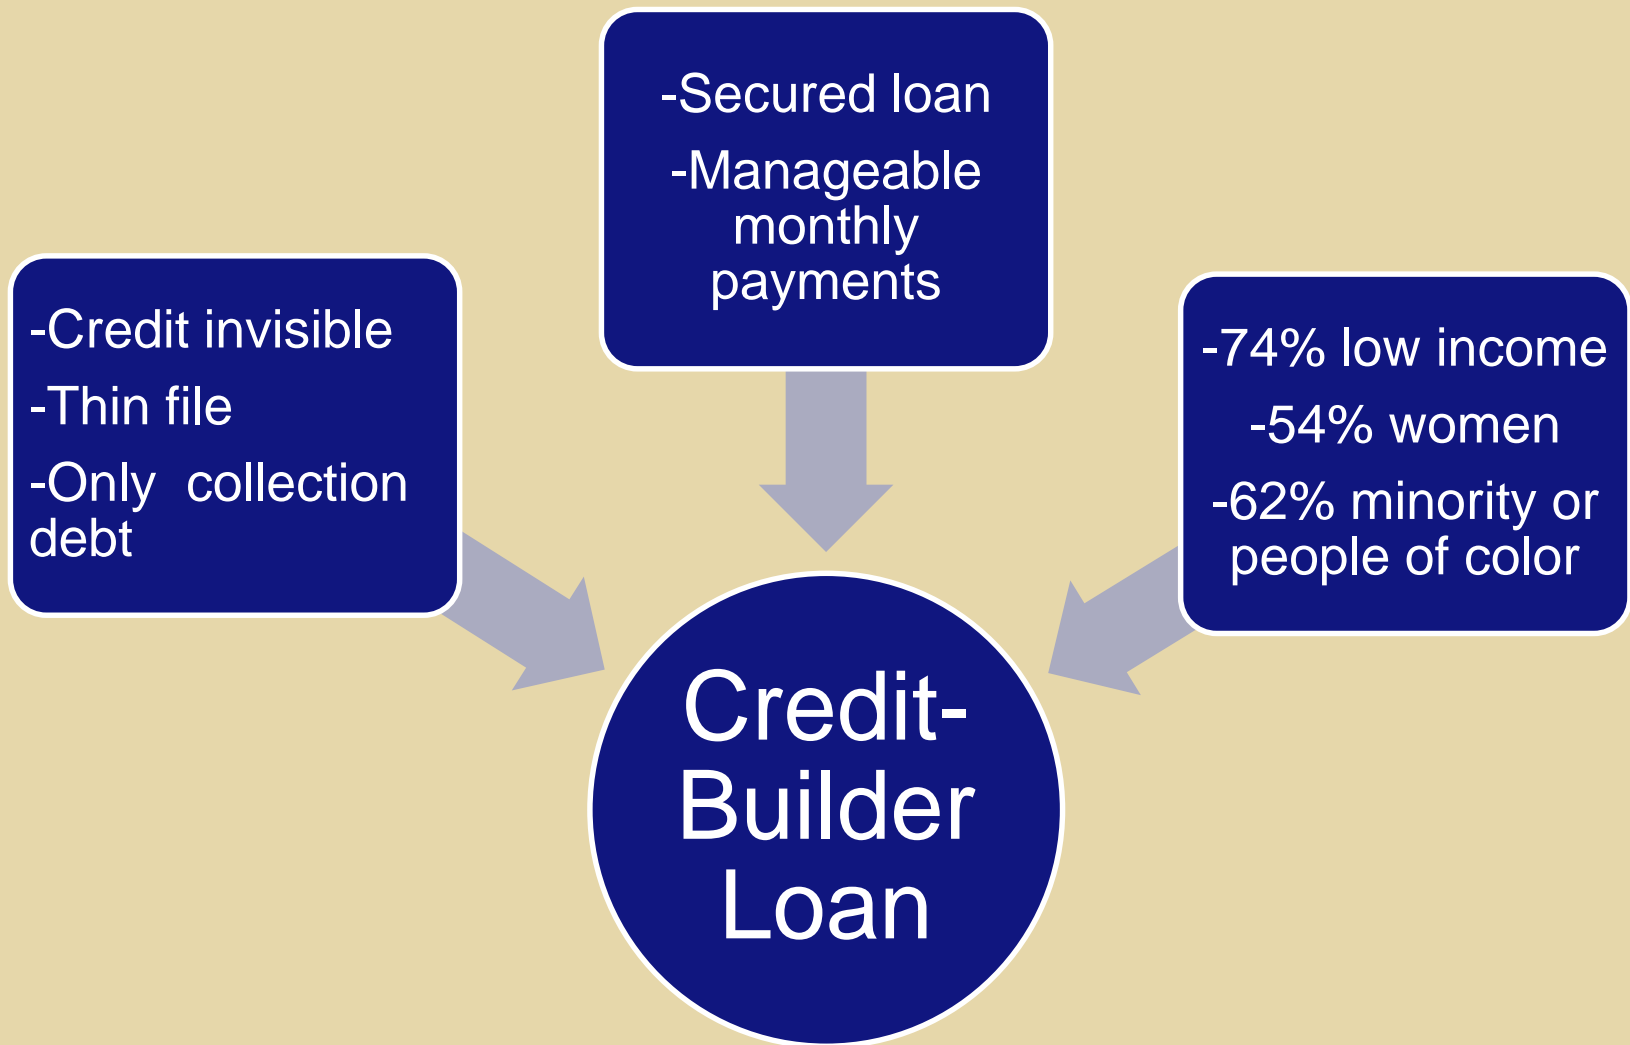 -Secured loan
-Manageable
monthly
payments
-Credit invisible
-Thin file
-Only  collection
debt
-74% low income
-54% women
-62% minority or
people of color
Credit-
Builder
Loan